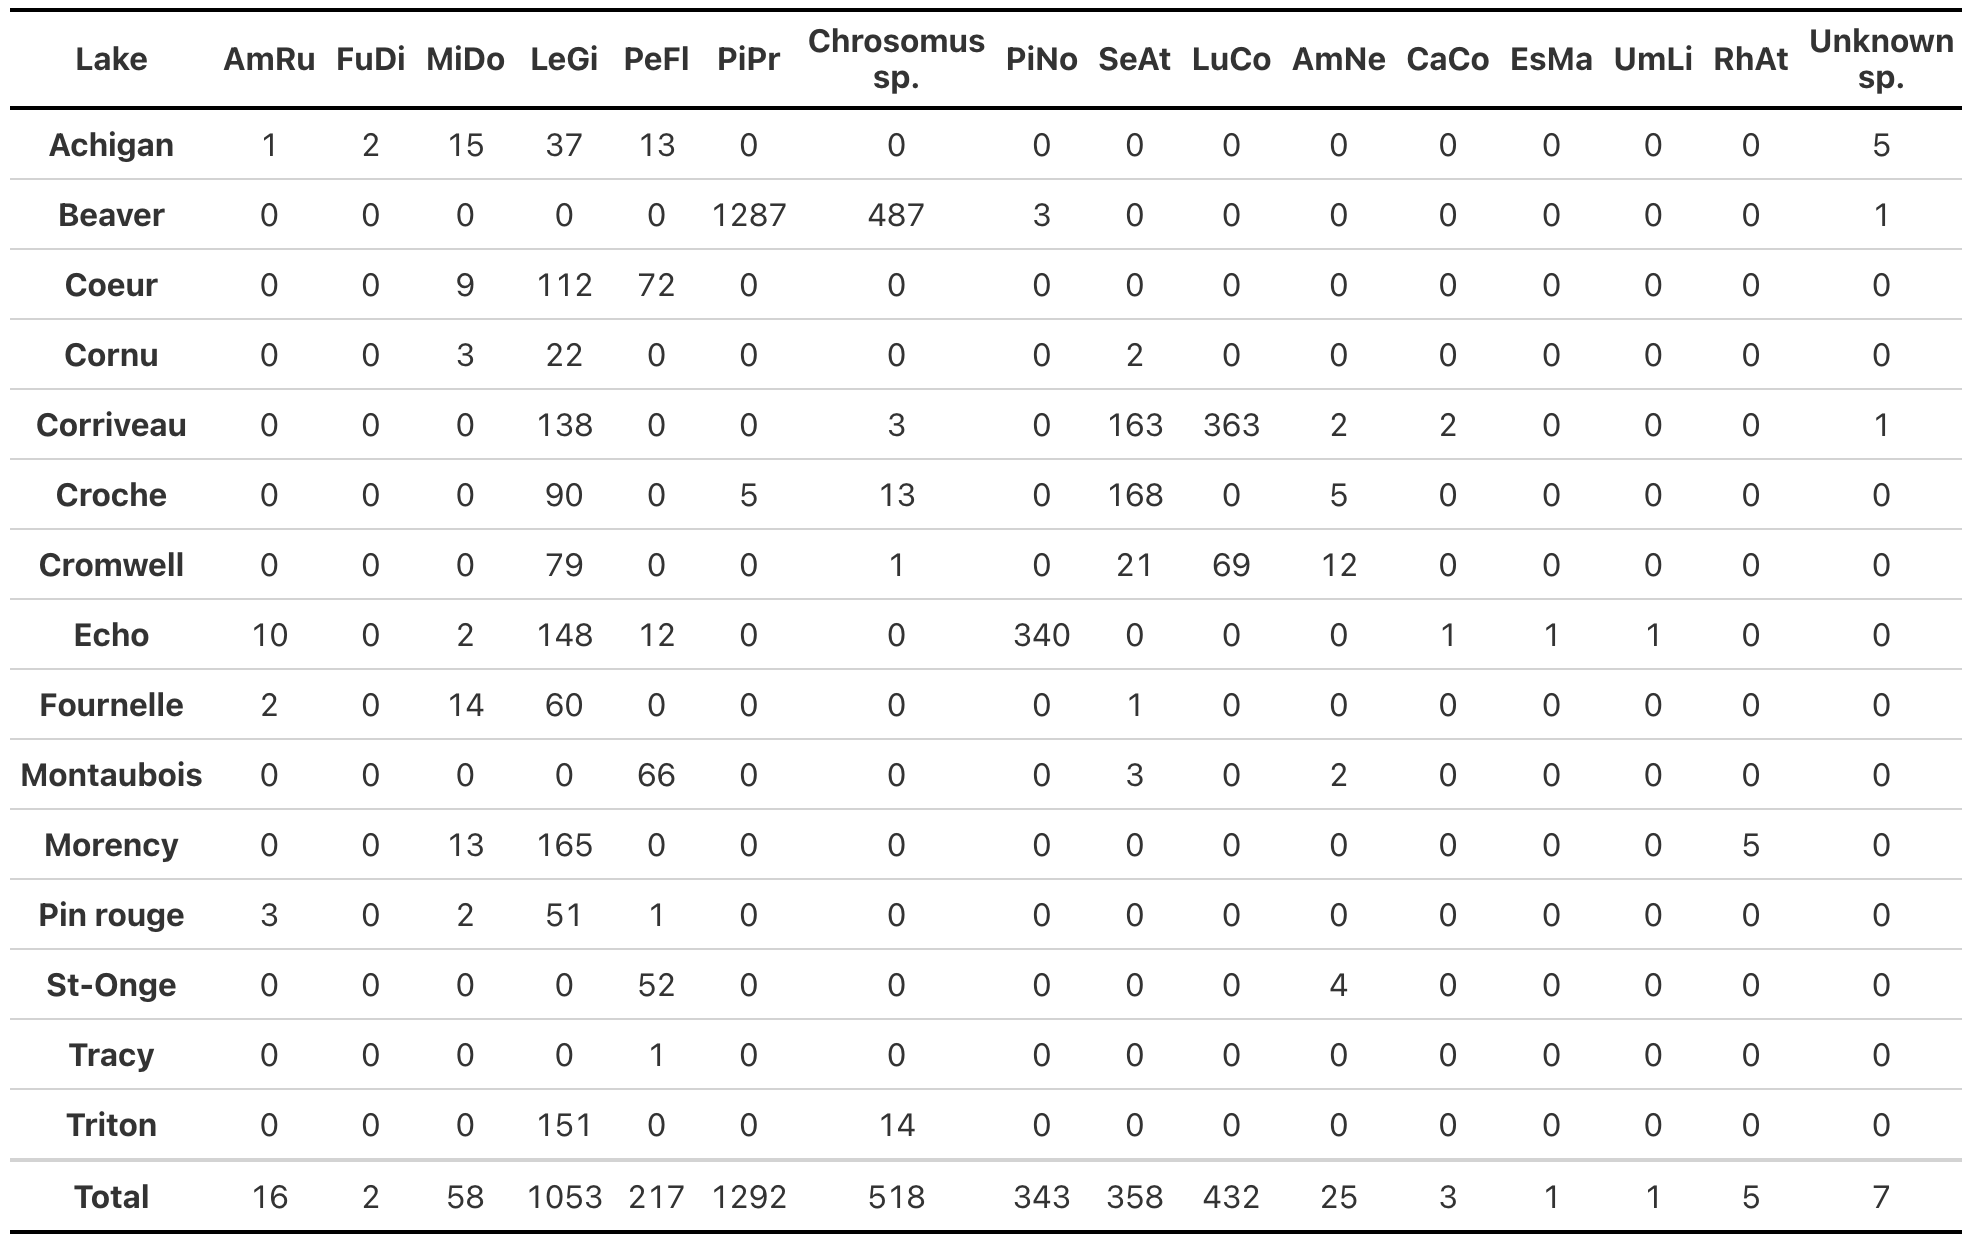 Lake AmRu FuDi MiDo LeGi PeFl PiPr Chrosomus sp. PiNo SeAt LuCo AmNe CaCo EsMa UmLi RhAt Unknown sp.
Achigan 1 2 15 37 13 0 0 0 0 0 0 0 0 0 0 5
Beaver 0 0 0 0 0 1287 487 3 0 0 0 0 0 0 0 1
Coeur 0 0 9 112 72 0 0 0 0 0 0 0 0 0 0 0
Cornu 0 0 3 22 0 0 0 0 2 0 0 0 0 0 0 0
Corriveau 0 0 0 138 0 0 3 0 163 363 2 2 0 0 0 1
Croche 0 0 0 90 0 5 13 0 168 0 5 0 0 0 0 0
Cromwell 0 0 0 79 0 0 1 0 21 69 12 0 0 0 0 0
Echo 10 0 2 148 12 0 0 340 0 0 0 1 1 1 0 0
Fournelle 2 0 14 60 0 0 0 0 1 0 0 0 0 0 0 0
Montaubois 0 0 0 0 66 0 0 0 3 0 2 0 0 0 0 0
Morency 0 0 13 165 0 0 0 0 0 0 0 0 0 0 5 0
Pin rouge 3 0 2 51 1 0 0 0 0 0 0 0 0 0 0 0
St-Onge 0 0 0 0 52 0 0 0 0 0 4 0 0 0 0 0
Tracy 0 0 0 0 1 0 0 0 0 0 0 0 0 0 0 0
Triton 0 0 0 151 0 0 14 0 0 0 0 0 0 0 0 0
Total 16 2 58 1053 217 1292 518 343 358 432 25 3 1 1 5 7